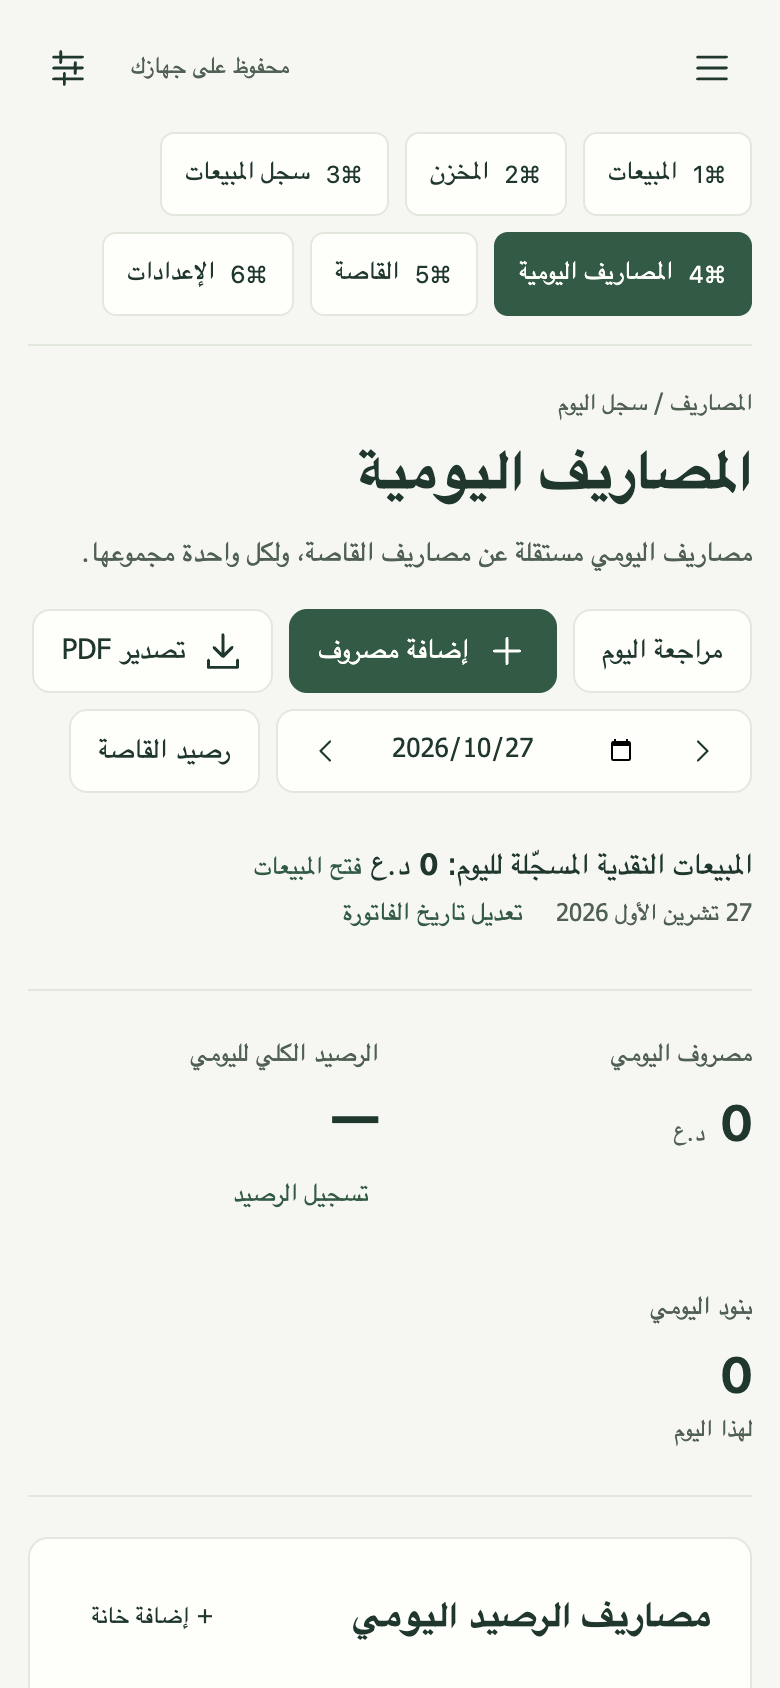 محفوظ على جهازك
⌘1 المبيعات ⌘2 المخزن ⌘3 سجل المبيعات
⌘4 المصاريف اليومية ⌘5 القاصة ⌘6 الإعدادات
المصاريف / سجل اليوم
المصاريف اليومية
مصاريف اليومي مستقلة عن مصاريف القاصة، ولكل واحدة مجموعها.
مراجعة اليوم إضافة مصروف تصدير PDF
2026/10/27 رصيد القاصة
المبيعات النقدية المسجّلة لليوم: 0 د.ع فتح المبيعات
27 تشرين الأول 2026 تعديل تاريخ الفاتورة
مصروف اليومي
0 د.ع
الرصيد الكلي لليومي
—
تسجيل الرصيد
بنود اليومي
0
لهذا اليوم
مصاريف الرصيد اليومي
+ إضافة خانة